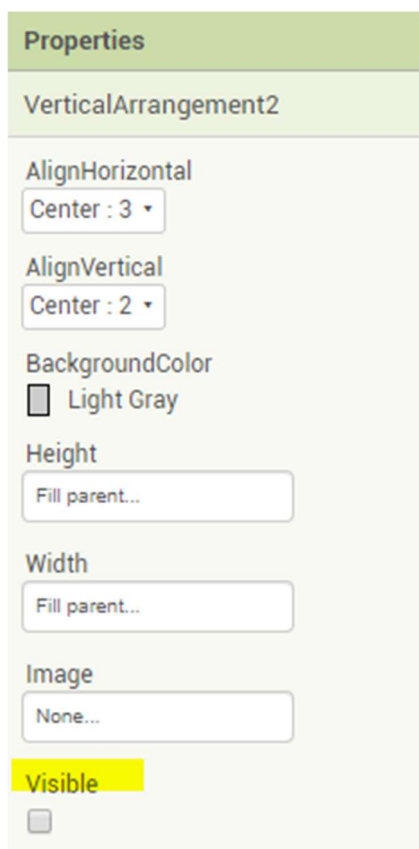 Properties
VerticalArrangement2
AlignHorizontal
Center : 3
AlignVertical
Center : 2
BackgroundColor
Light Gray
Height
Fill parent...
Width
Fill parent...
Image
None...
Visible